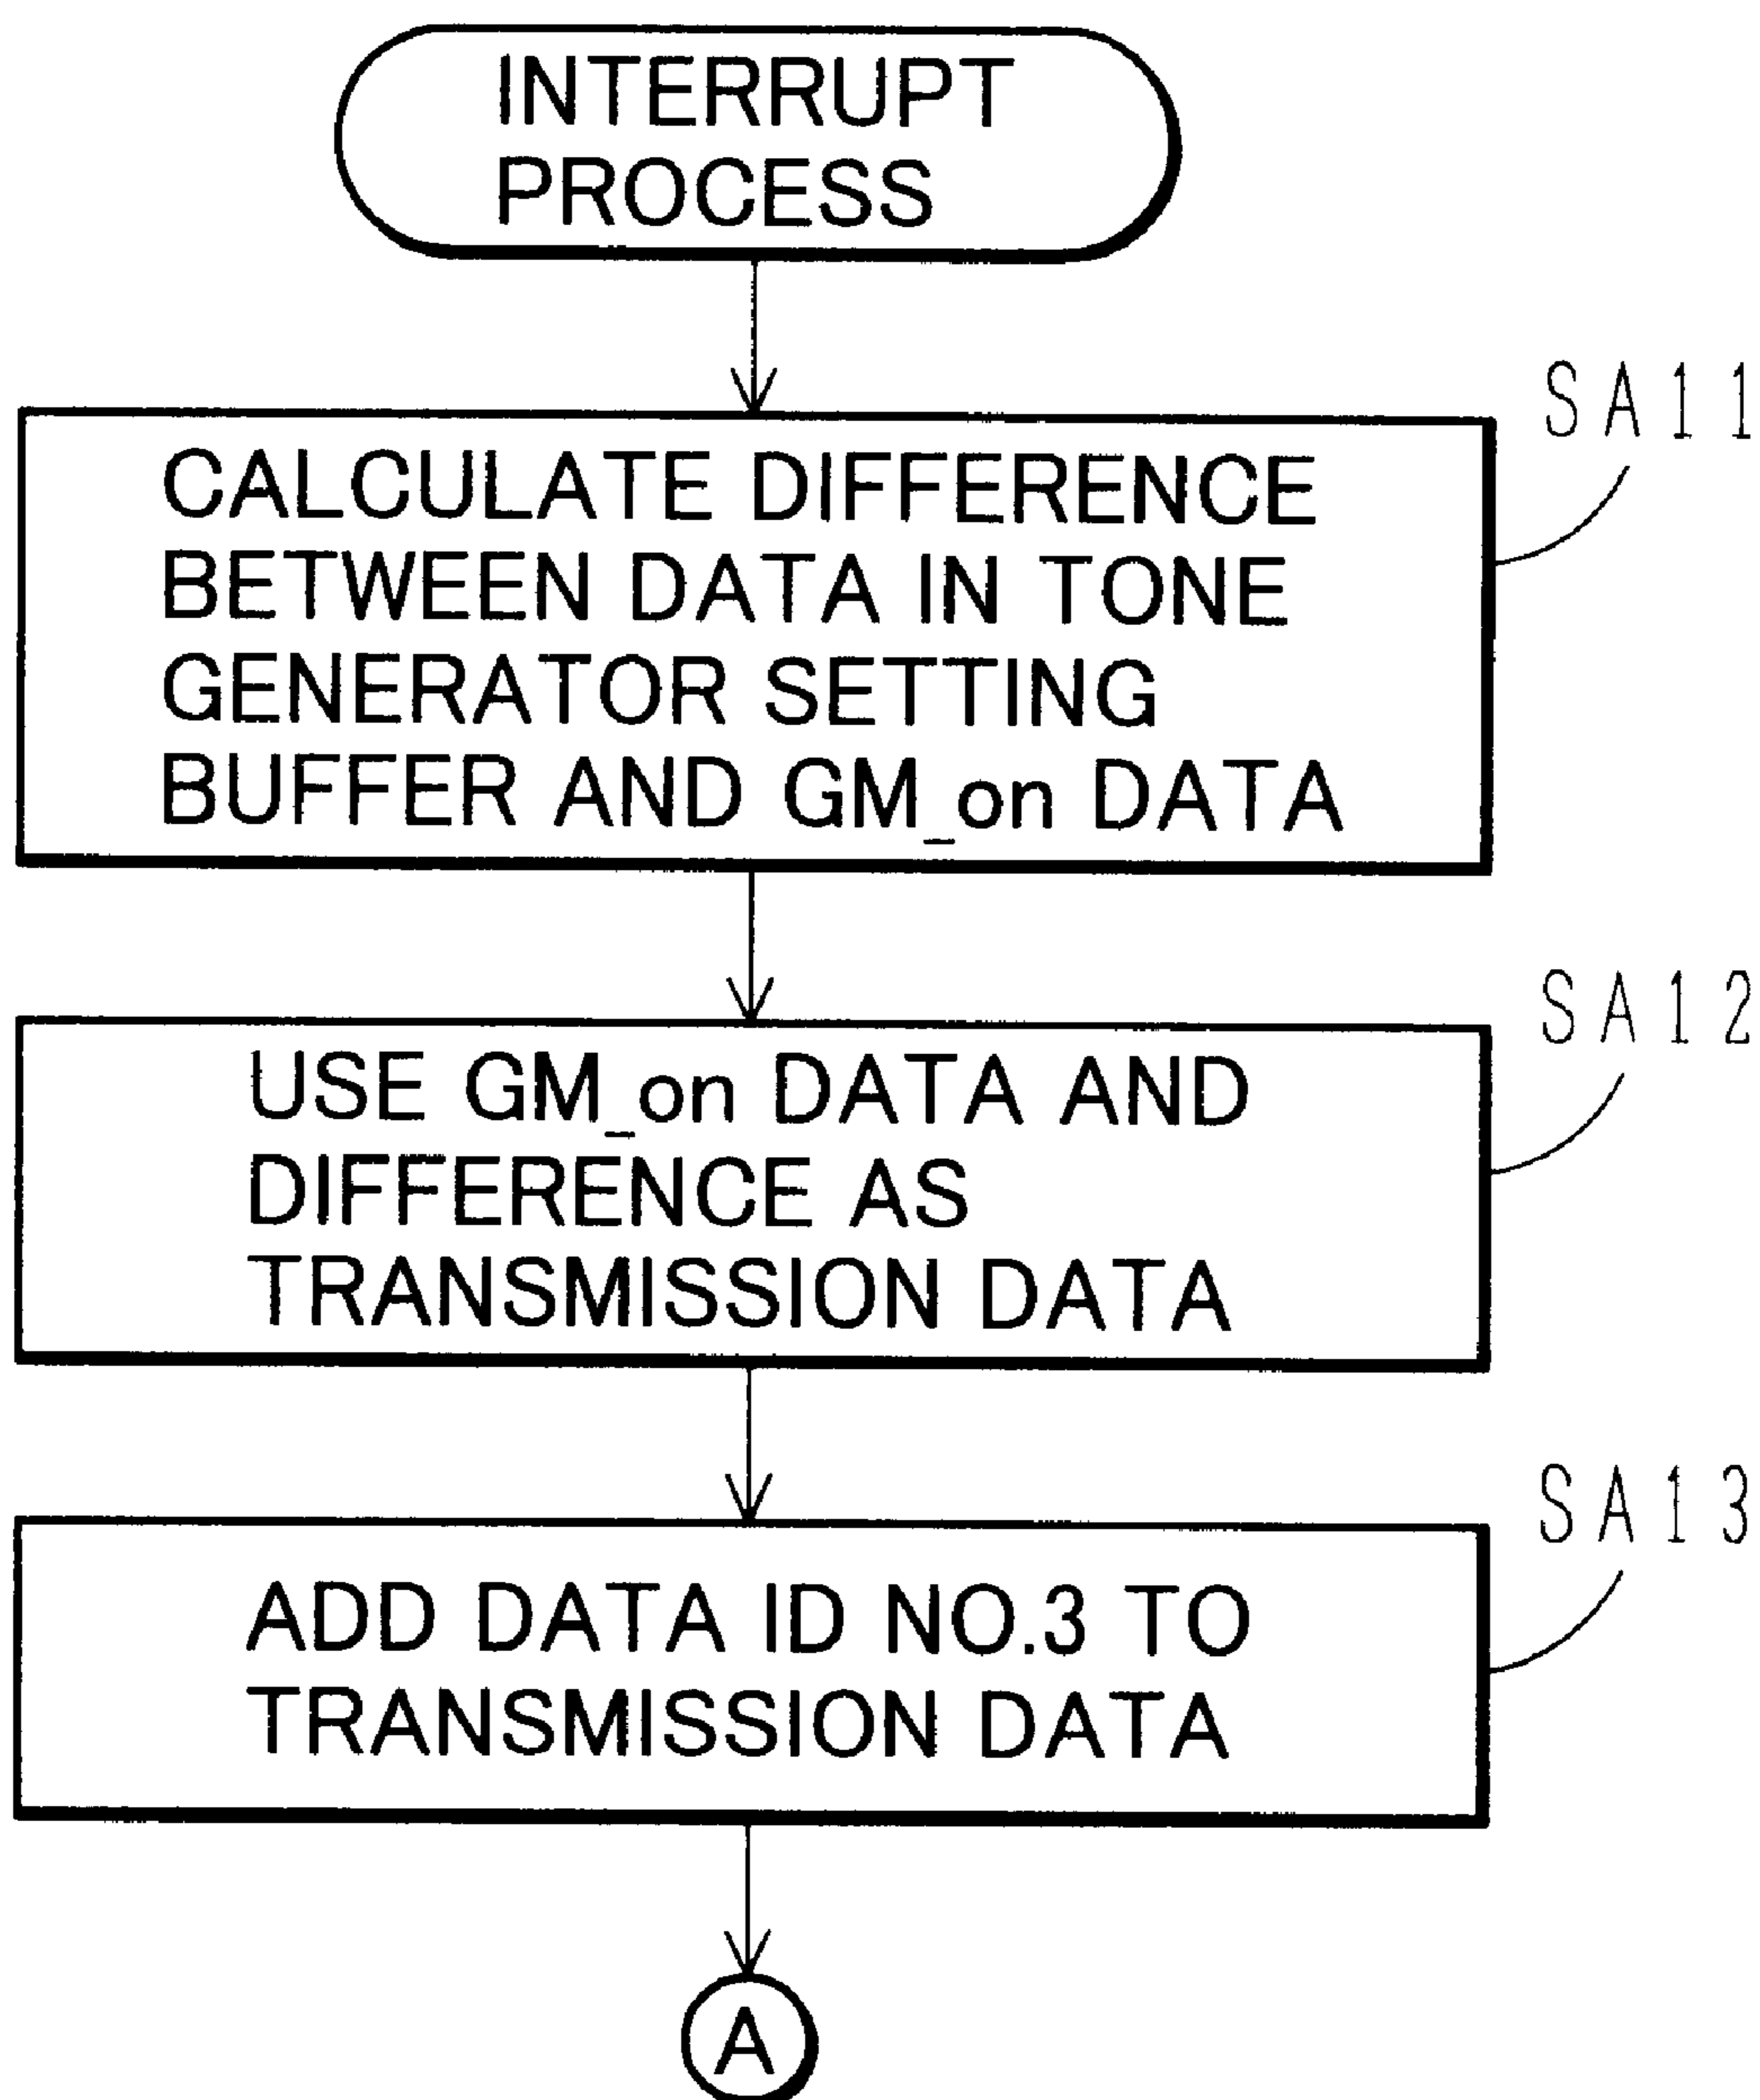 INTERRUPT
PROCESS
SA11
CALCULATE DIFFERENCE
BETWEEN DATA IN TONE
GENERATOR SETTING
BUFFER AND GM_on DATA
SA12
USE GM_on DATA AND
DIFFERENCE AS
TRANSMISSION DATA
SA13
ADD DATA ID NO.3 TO
TRANSMISSION DATA
A